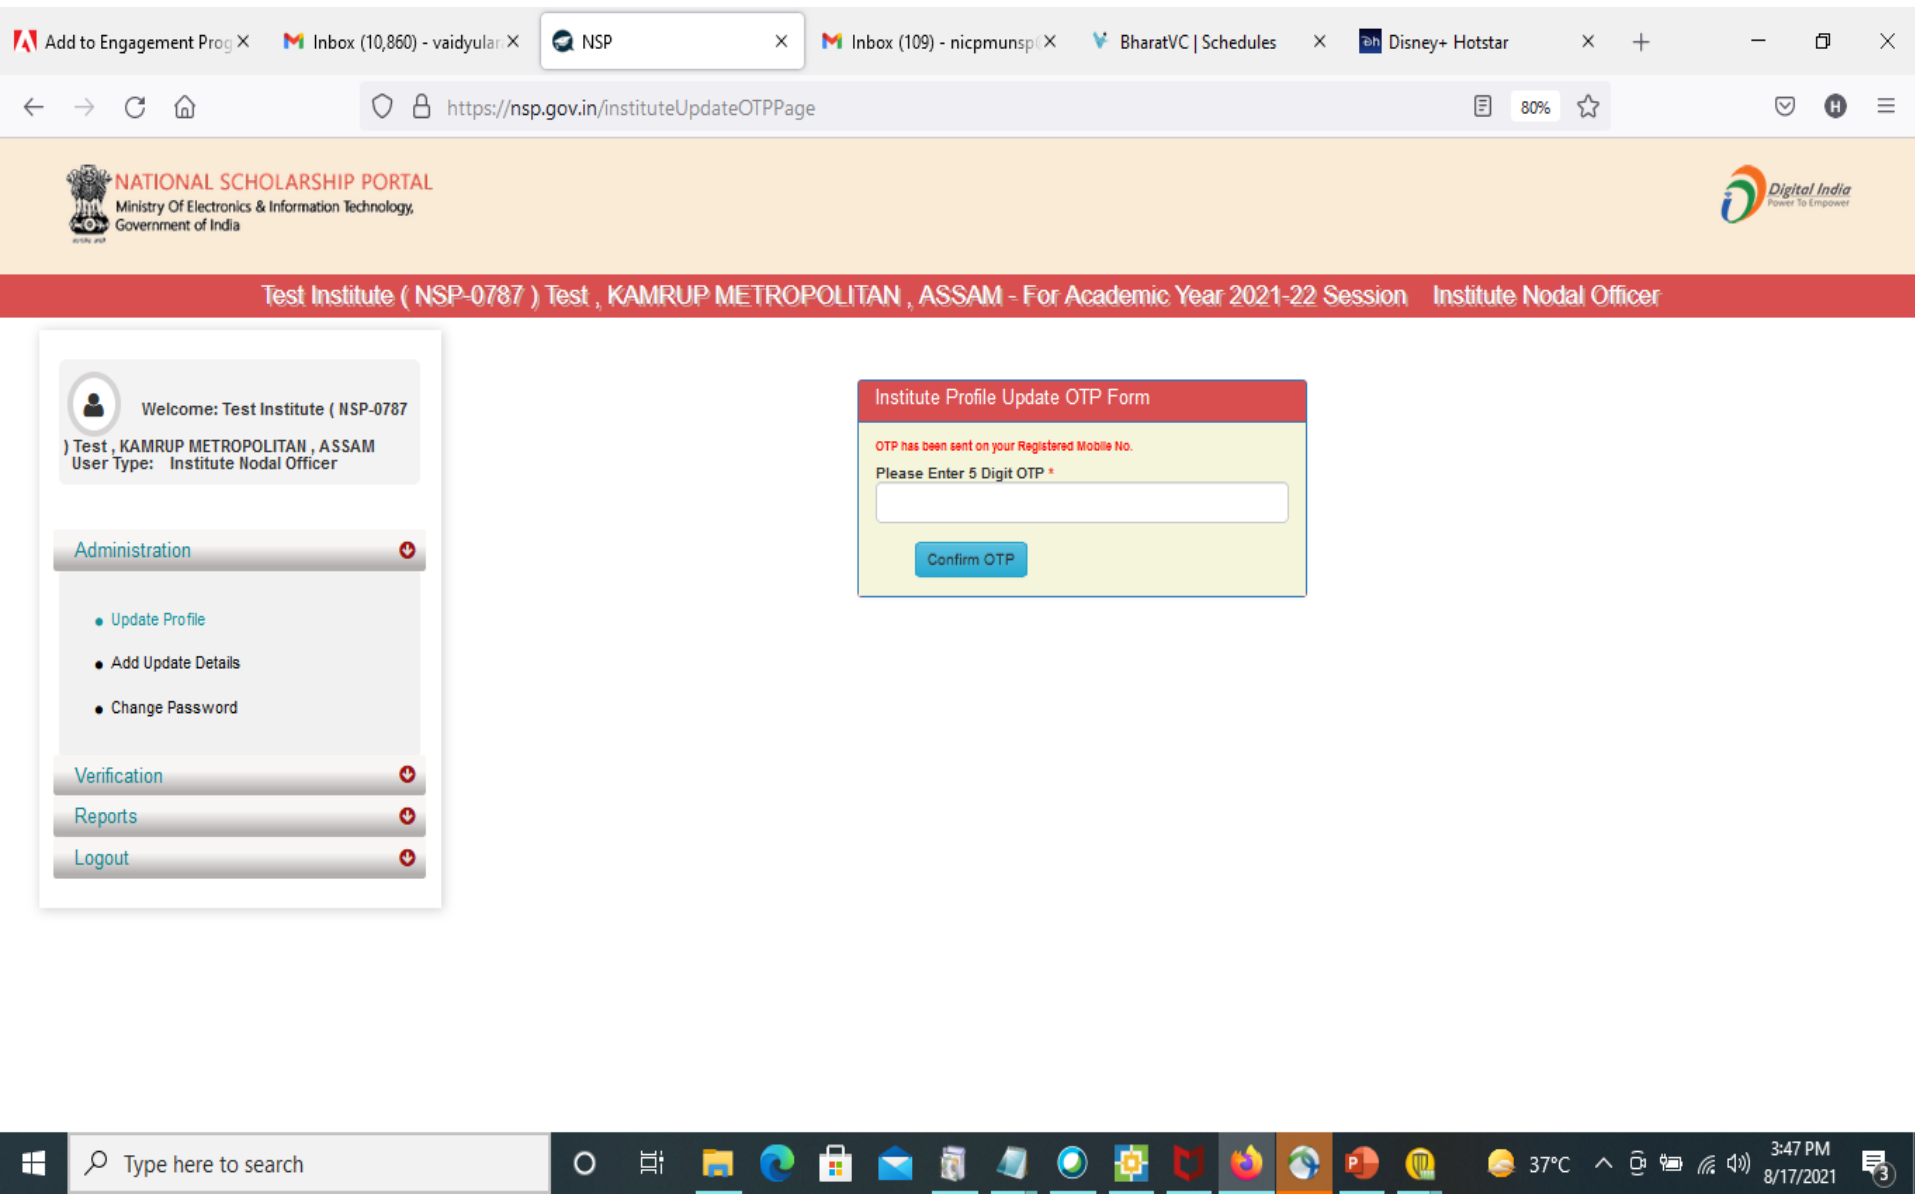 Add to Engagement Prog
Inbox (10,860) - vaidyular
NSP
Inbox (109) - nicpmunsp
BharatVC | Schedules
Disney+ Hotstar
https://nsp.gov.in/instituteUpdateOTPPage
80%
H
NATIONAL SCHOLARSHIP PORTAL
Ministry Of Electronics & Information Technology,
Government of India
Digital India
Power To Empower
Test Institute ( NSP-0787 ) Test , KAMRUP METROPOLITAN , ASSAM - For Academic Year 2021-22 Session Institute Nodal Officer
Welcome: Test Institute ( NSP-0787
) Test , KAMRUP METROPOLITAN , ASSAM
User Type: Institute Nodal Officer
Administration
Update Profile
Add Update Details
Change Password
Verification
Reports
Logout
Institute Profile Update OTP Form
OTP has been sent on your Registered Mobile No.
Please Enter 5 Digit OTP *
Confirm OTP
Type here to search
37°C
3:47 PM
8/17/2021
3